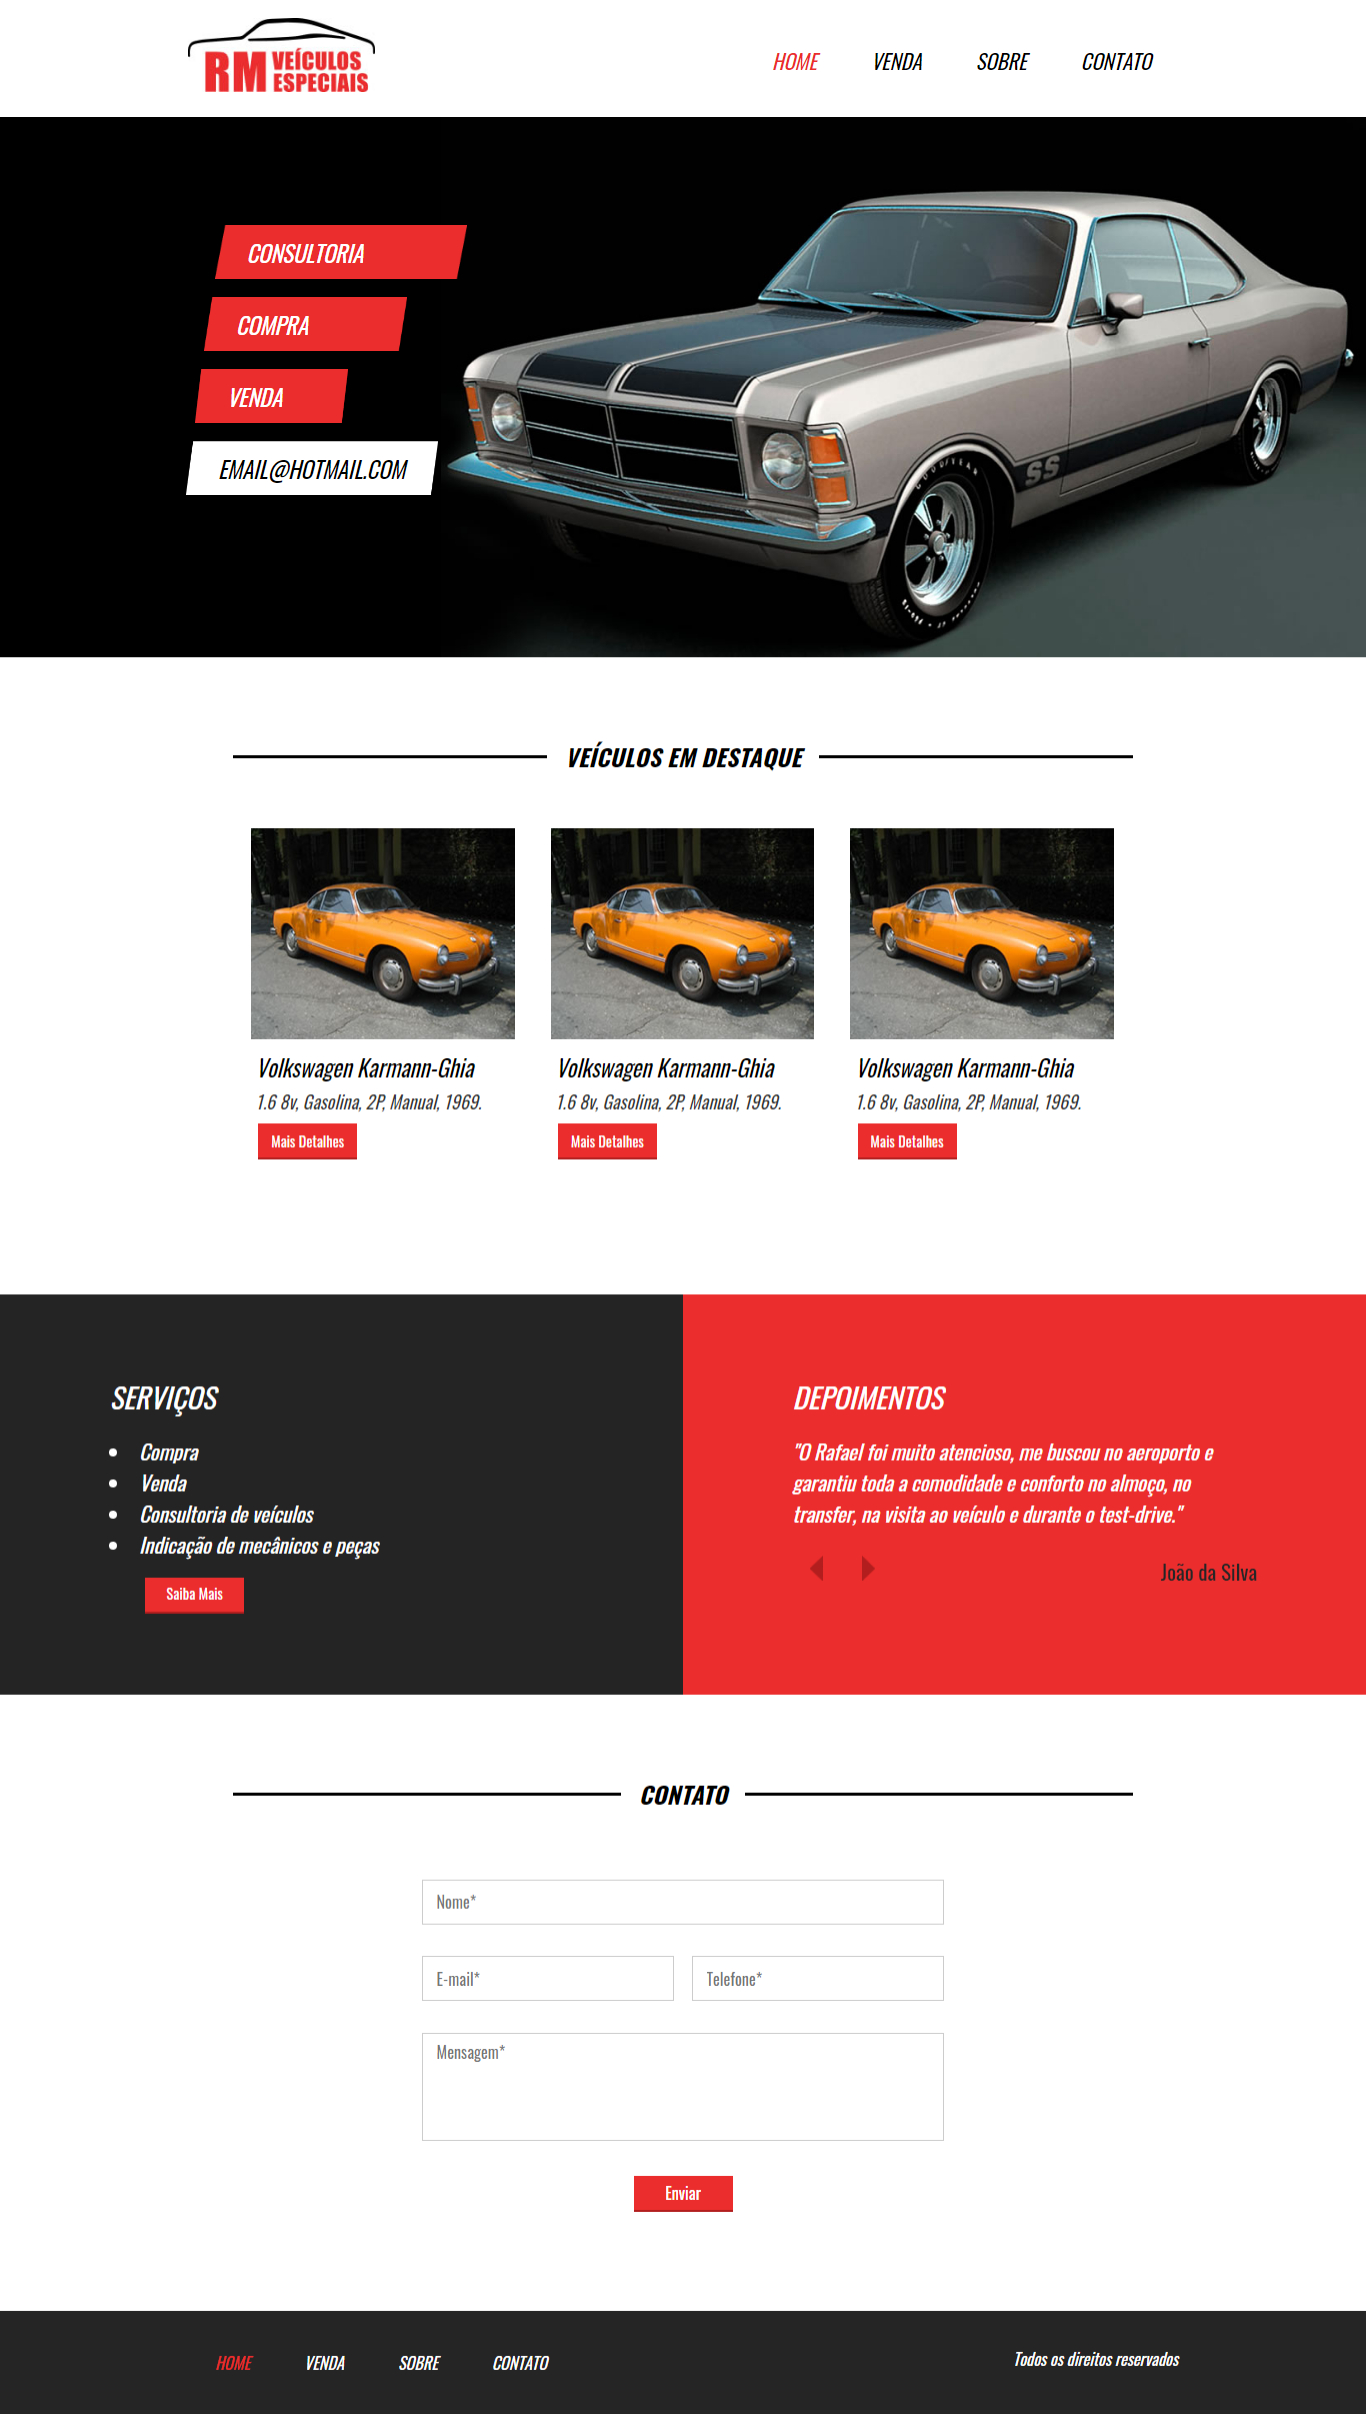 RM VEÍCULOS
ESPECIAIS
HOME VENDA SOBRE CONTATO
CONSULTORIA
COMPRA
VENDA
EMAIL@HOTMAIL.COM
GOODYEAR
SS
VEÍCULOS EM DESTAQUE
Volkswagen Karmann-Ghia
1.6 8v, Gasolina, 2P, Manual, 1969.
Mais Detalhes
Volkswagen Karmann-Ghia
1.6 8v, Gasolina, 2P, Manual, 1969.
Mais Detalhes
Volkswagen Karmann-Ghia
1.6 8v, Gasolina, 2P, Manual, 1969.
Mais Detalhes
SERVIÇOS
Compra
Venda
Consultoria de veículos
Indicação de mecânicos e peças
Saiba Mais
DEPOIMENTOS
"O Rafael foi muito atencioso, me buscou no aeroporto e
garantiu toda a comodidade e conforto no almoço, no
transfer, na visita ao veículo e durante o test-drive."
João da Silva
CONTATO
Nome*
E-mail*
Telefone*
Mensagem*
Enviar
HOME VENDA SOBRE CONTATO
Todos os direitos reservados